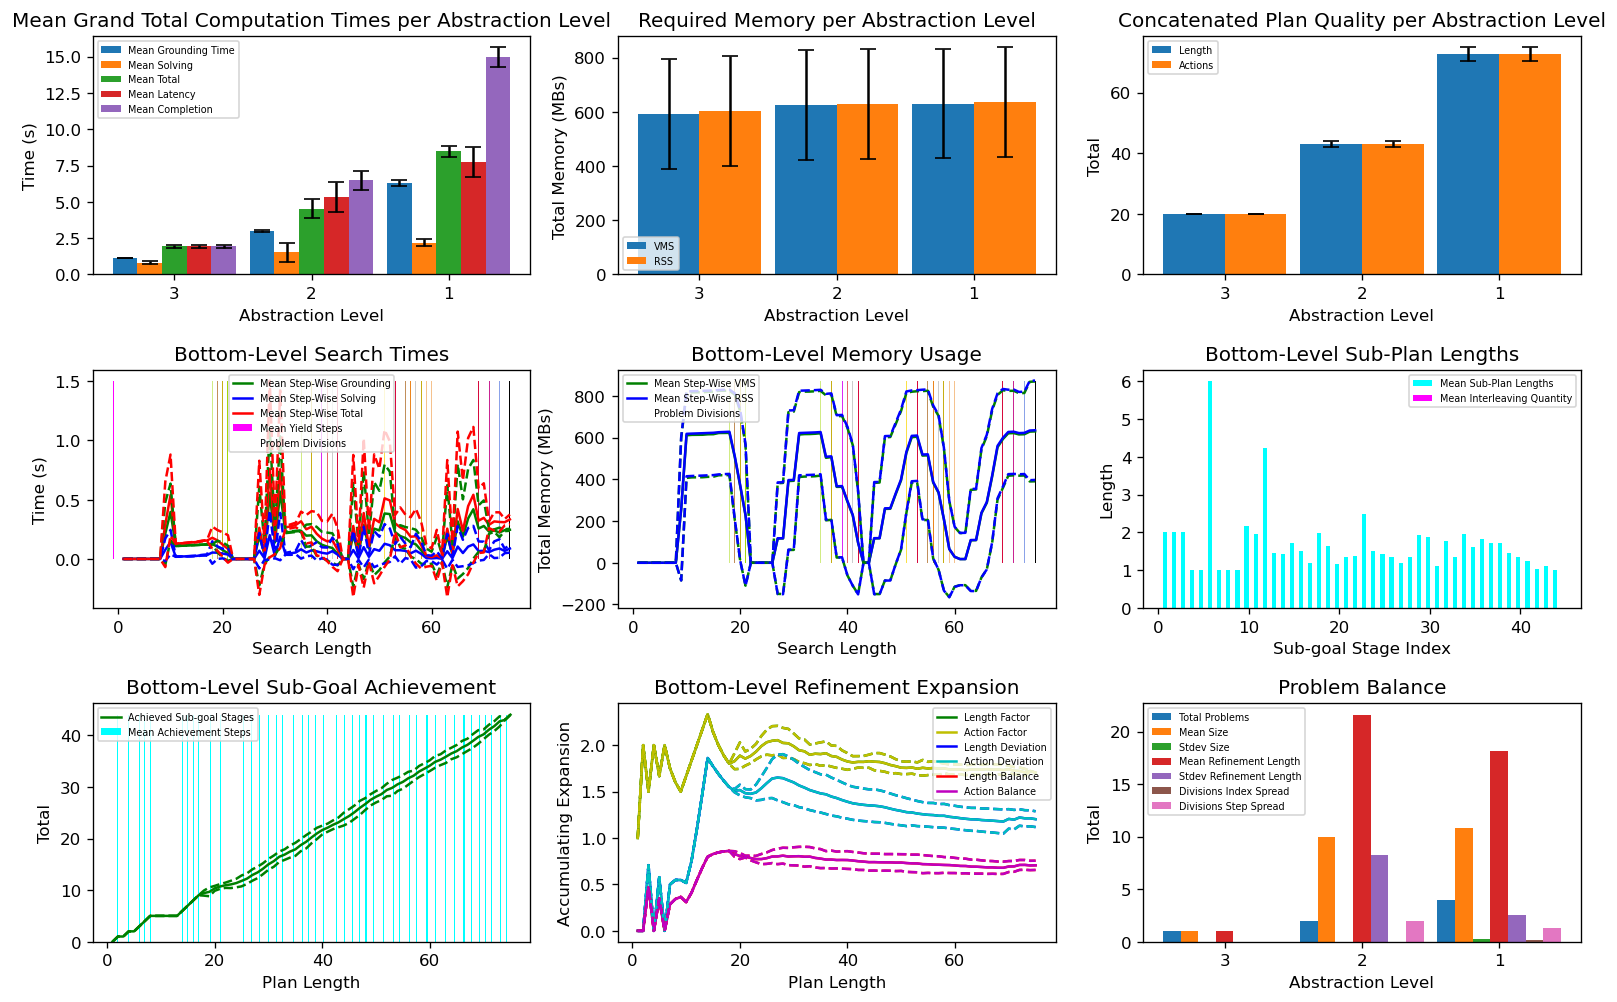 Mean Grand Total Computation Times per Abstraction Level
Time (s)
15.0
12.5
10.0
7.5
5.0
2.5
0.0
Mean Grounding Time
Mean Solving
Mean Total
Mean Latency
Mean Completion
3 2 1
Abstraction Level
Required Memory per Abstraction Level
Total Memory (MBs)
800
600
400
200
0
VMS
RSS
3 2 1
Abstraction Level
Concatenated Plan Quality per Abstraction Level
Total
60
40
20
0
Length
Actions
3 2 1
Abstraction Level
Bottom-Level Search Times
Time (s)
1.5
1.0
0.5
0.0
Mean Step-Wise Grounding
Mean Step-Wise Solving
Mean Step-Wise Total
Mean Yield Steps
Problem Divisions
0 20 40 60
Search Length
Bottom-Level Memory Usage
Total Memory (MBs)
800
600
400
200
0
−200
Mean Step-Wise VMS
Mean Step-Wise RSS
Problem Divisions
0 20 40 60
Search Length
Bottom-Level Sub-Plan Lengths
Length
6
5
4
3
2
1
0
Mean Sub-Plan Lengths
Mean Interleaving Quantity
0 10 20 30 40
Sub-goal Stage Index
Bottom-Level Sub-Goal Achievement
Total
40
30
20
10
0
Achieved Sub-goal Stages
Mean Achievement Steps
0 20 40 60
Plan Length
Bottom-Level Refinement Expansion
Accumulating Expansion
2.0
1.5
1.0
0.5
0.0
Length Factor
Action Factor
Length Deviation
Action Deviation
Length Balance
Action Balance
0 20 40 60
Plan Length
Problem Balance
Total
20
15
10
5
0
Total Problems
Mean Size
Stdev Size
Mean Refinement Length
Stdev Refinement Length
Divisions Index Spread
Divisions Step Spread
3 2 1
Abstraction Level